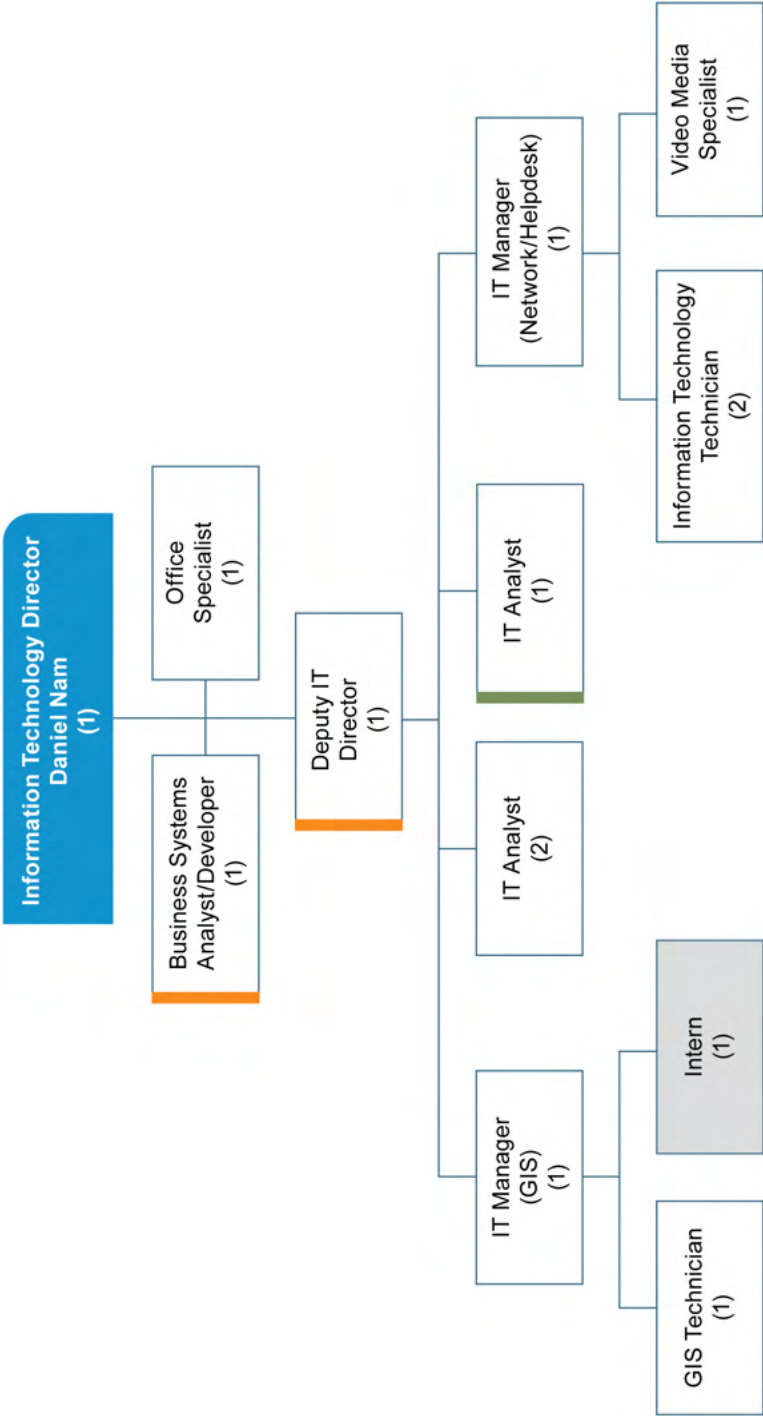 Information Technology Director
Daniel Nam
(1)
Business Systems
Analyst/Developer
(1)
Office
Specialist
(1)
Deputy IT
Director
(1)
IT Manager
(GIS)
(1)
IT Analyst
(2)
IT Analyst
(1)
IT Manager
(Network/Helpdesk)
(1)
GIS Technician
(1)
Intern
(1)
Information Technology
Technician
(2)
Video Media
Specialist
(1)